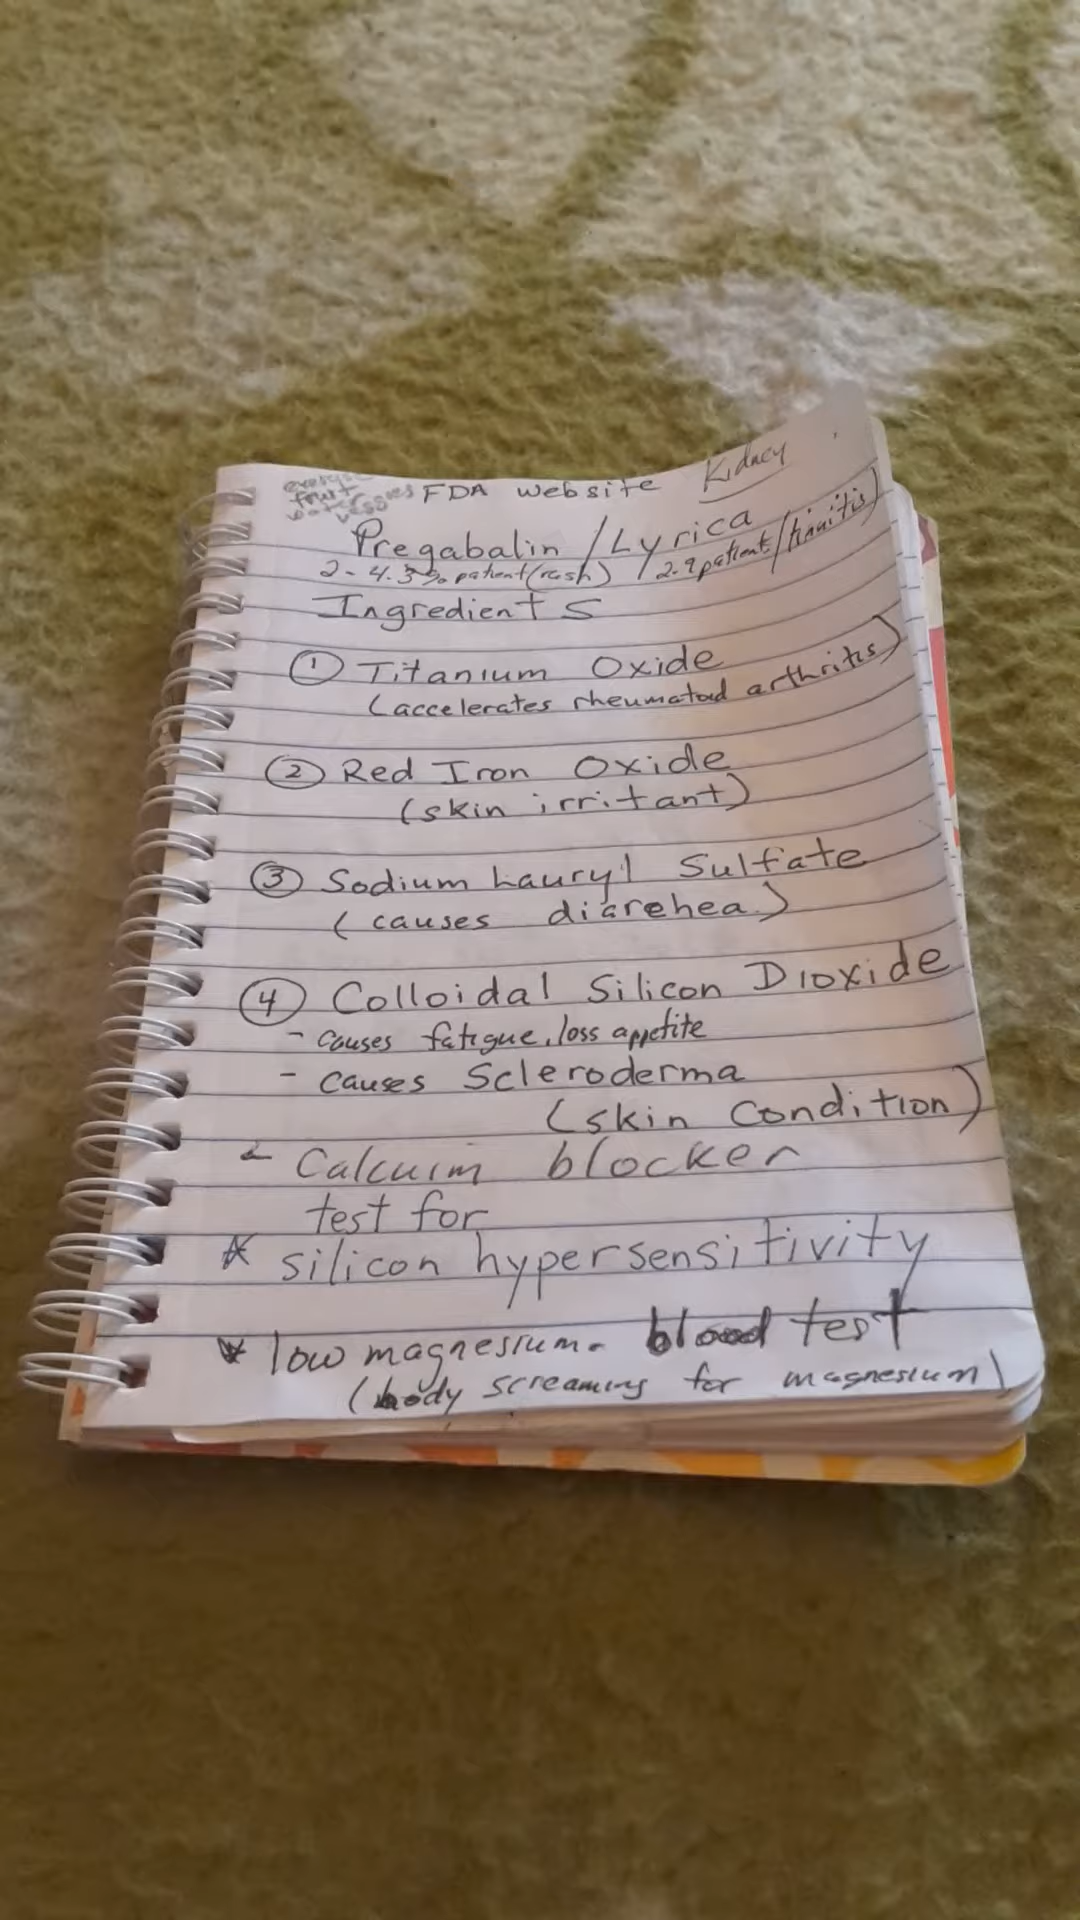 fruit
FDA website Kidney
Pregabalin / Lyrica
2-4.3% patient (rash) / 2.9 patient / tinuitis)
Ingredients
① Titanium Oxide
(accelerates rheumatoid arthritis)
② Red Iron Oxide
(skin irritant)
③ Sodium Lauryl Sulfate
(causes diarehea.)
④ Colloidal Silicon Dioxide
- causes fatigue, loss appetite
- causes Scleroderma
(skin Condition)
- Calcuim blocker
test for
* silicon hypersensitivity
* low magnesium - blood test
(body screaming for magnesium)